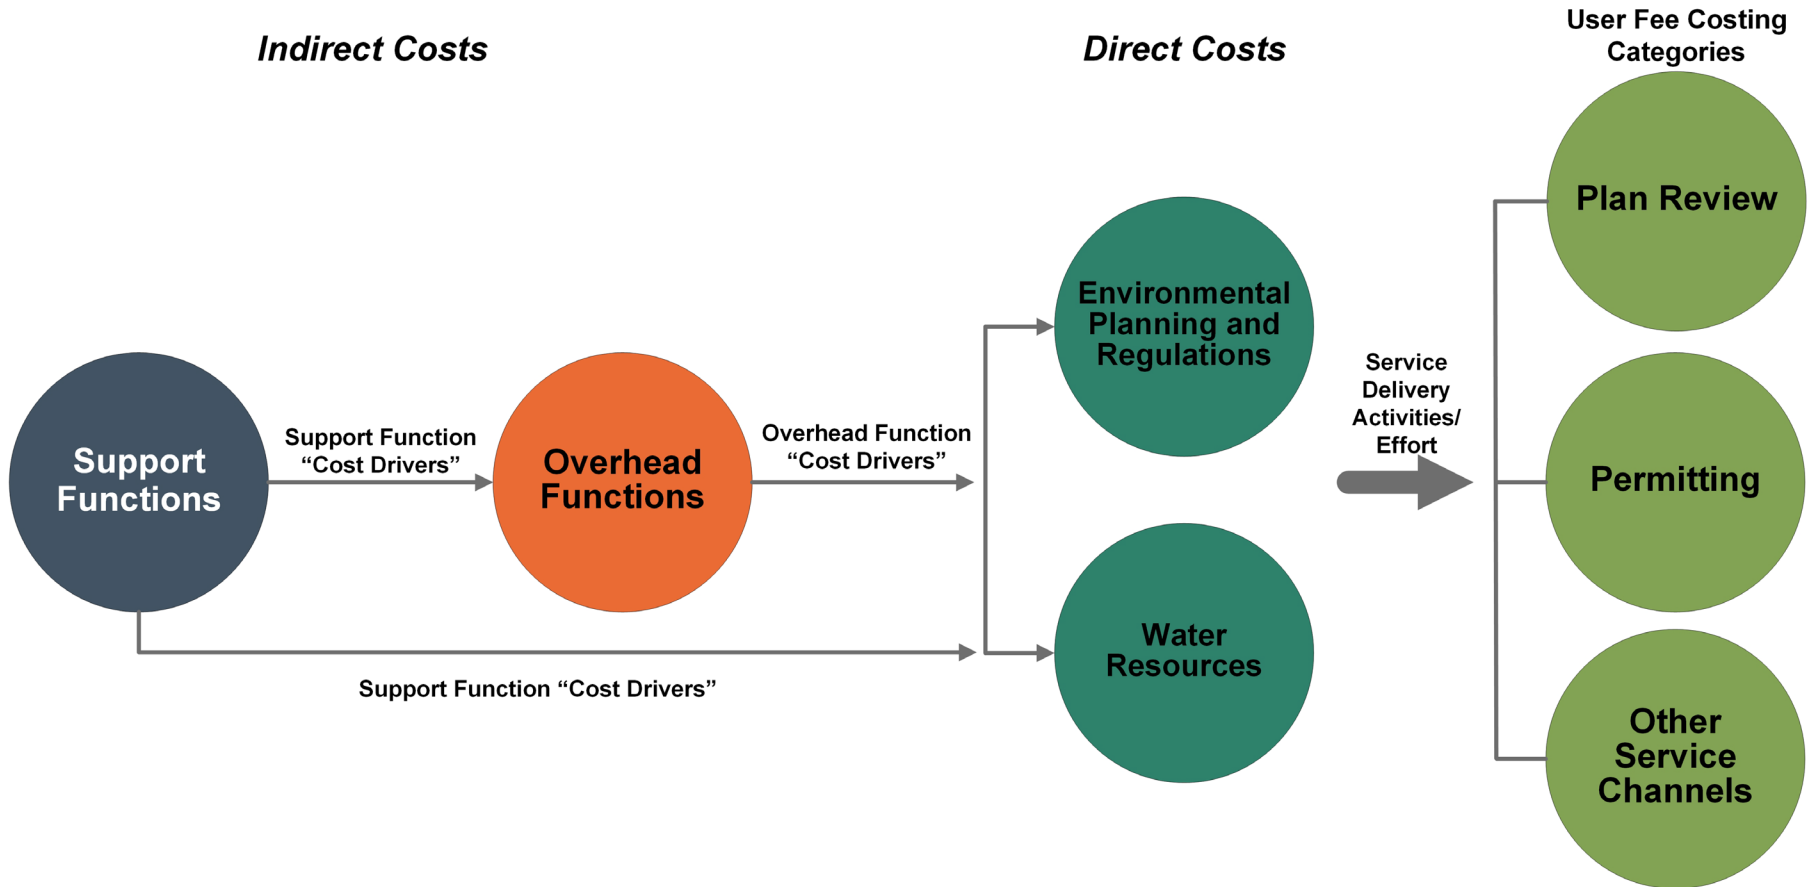 Indirect Costs
Direct Costs
User Fee Costing
Categories
Support
Functions
Support Function
“Cost Drivers”
Overhead
Functions
Overhead Function
“Cost Drivers”
Support Function “Cost Drivers”
Environmental
Planning and
Regulations
Water
Resources
Service
Delivery
Activities/
Effort
Plan Review
Permitting
Other
Service
Channels